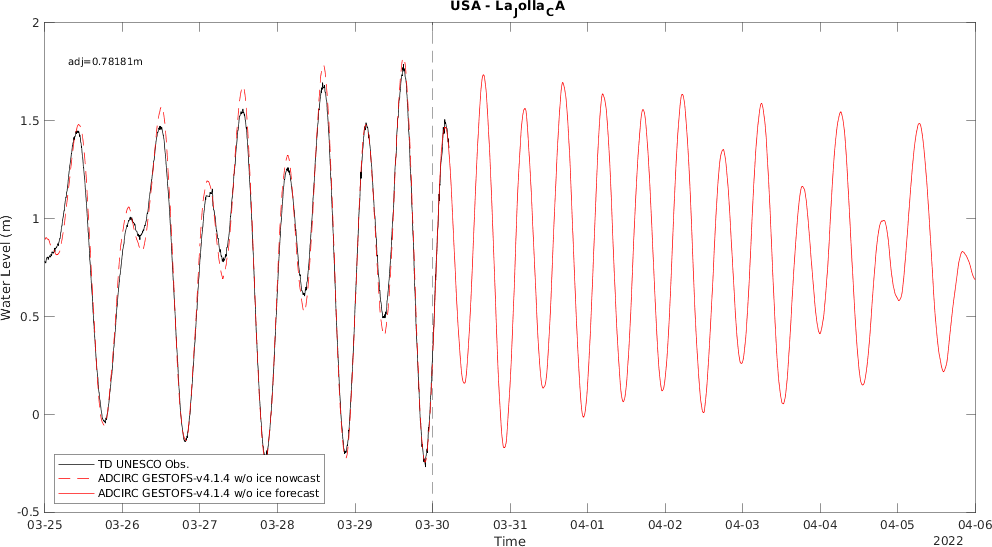 USA - LaJollaCA
adj=0.78181m
2
1.5
1
0.5
0
-0.5
Water Level (m)
TD UNESCO Obs.
ADCIRC GESTOFS-v4.1.4 w/o ice nowcast
ADCIRC GESTOFS-v4.1.4 w/o ice forecast
03-25 03-26 03-27 03-28 03-29 03-30 03-31 04-01 04-02 04-03 04-04 04-05 04-06
Time
2022